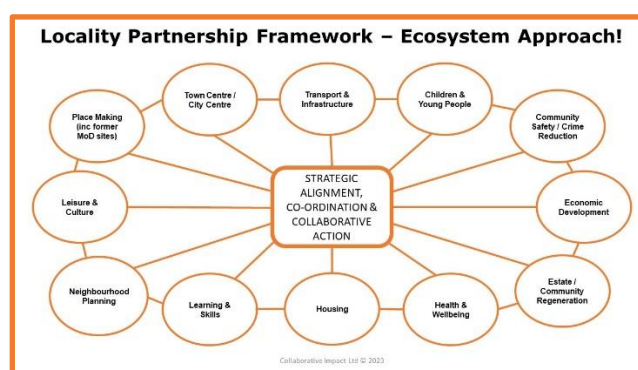 Locality Partnership Framework – Ecosystem Approach!
Town Centre /
City Centre
Transport &
Infrastructure
Children &
Young People
Place Making
(inc former
MoD sites)
Community
Safety / Crime
Reduction
STRATEGIC
ALIGNMENT,
CO-ORDINATION &
COLLABORATIVE
ACTION
Leisure &
Culture
Economic
Development
Neighbourhood
Planning
Learning &
Skills
Housing
Health &
Wellbeing
Estate /
Community
Regeneration
Collaborative Impact Ltd © 2023